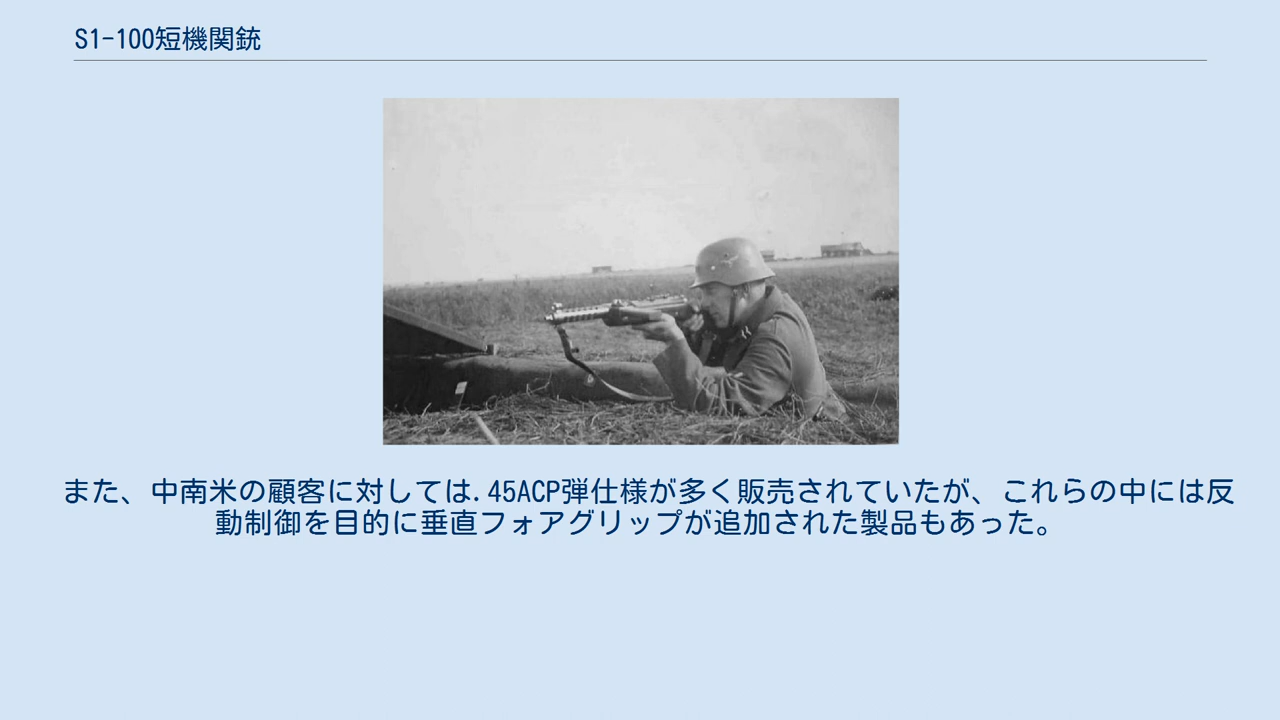 S1-100短機関銃
また、中南米の顧客に対しては.45ACP弾仕様が多く販売されていたが、これらの中には反
動制御を目的に垂直フォアグリップが追加された製品もあった。